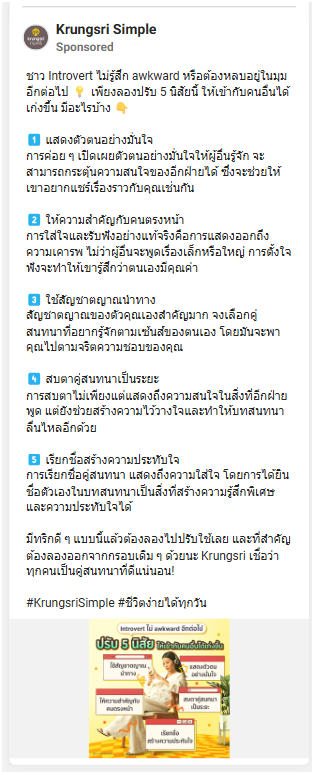 Krungsri Simple
Sponsored
ชาว Introvert ไม่รู้สึก awkward หรือต้องหลบอยู่ในมุม
อีกต่อไป 💡 เพียงลองปรับ 5 นิสัยนี้ ให้เข้ากับคนอื่นได้
เก่งขึ้น มีอะไรบ้าง 👇
1️⃣ แสดงตัวตนอย่างมั่นใจ
การค่อย ๆ เปิดเผยตัวตนอย่างมั่นใจให้ผู้อื่นรู้จัก จะ
สามารถกระตุ้นความสนใจของอีกฝ่ายได้ ซึ่งจะช่วยให้
เขาอยากแชร์เรื่องราวกับคุณเช่นกัน
2️⃣ ให้ความสำคัญกับคนตรงหน้า
การใส่ใจและรับฟังอย่างแท้จริงคือการแสดงออกถึง
ความเคารพ ไม่ว่าผู้อื่นจะพูดเรื่องเล็กหรือใหญ่ การตั้งใจ
ฟังจะทำให้เขารู้สึกว่าตนเองมีคุณค่า
3️⃣ ใช้สัญชาตญาณนำทาง
สัญชาตญาณของตัวคุณเองสำคัญมาก จงเลือกคู่
สนทนาที่อยากรู้จักตามเซ้นส์ของตนเอง โดยมันจะพา
คุณไปตามจริตความชอบของคุณ
4️⃣ สบตาคู่สนทนาเป็นระยะ
การสบตาไม่เพียงแต่แสดงถึงความสนใจในสิ่งที่อีกฝ่าย
พูด แต่ยังช่วยสร้างความไว้วางใจและทำให้บทสนทนา
ลื่นไหลอีกด้วย
5️⃣ เรียกชื่อสร้างความประทับใจ
การเรียกชื่อคู่สนทนา แสดงถึงความใส่ใจ โดยการได้ยิน
ชื่อตัวเองในบทสนทนาเป็นสิ่งที่สร้างความรู้สึกพิเศษ
และความประทับใจได้
มีทริกดี ๆ แบบนี้แล้วต้องลองไปปรับใช้เลย และที่สำคัญ
ต้องลองออกจากกรอบเดิม ๆ ด้วยนะ Krungsri เชื่อว่า
ทุกคนเป็นคู่สนทนาที่ดีแน่นอน!
#KrungsriSimple #ชีวิตง่ายได้ทุกวัน
Introvert ไม่ awkward อีกต่อไป
ปรับ 5 นิสัย ให้เข้ากับคนอื่นได้เก่งขึ้น
ใช้สัญชาตญาณ
นำทาง
แสดงตัวตน
อย่างมั่นใจ
ให้ความสำคัญกับ
คนตรงหน้า
สบตาคู่สนทนา
เป็นระยะ
เรียกชื่อ
สร้างความประทับใจ